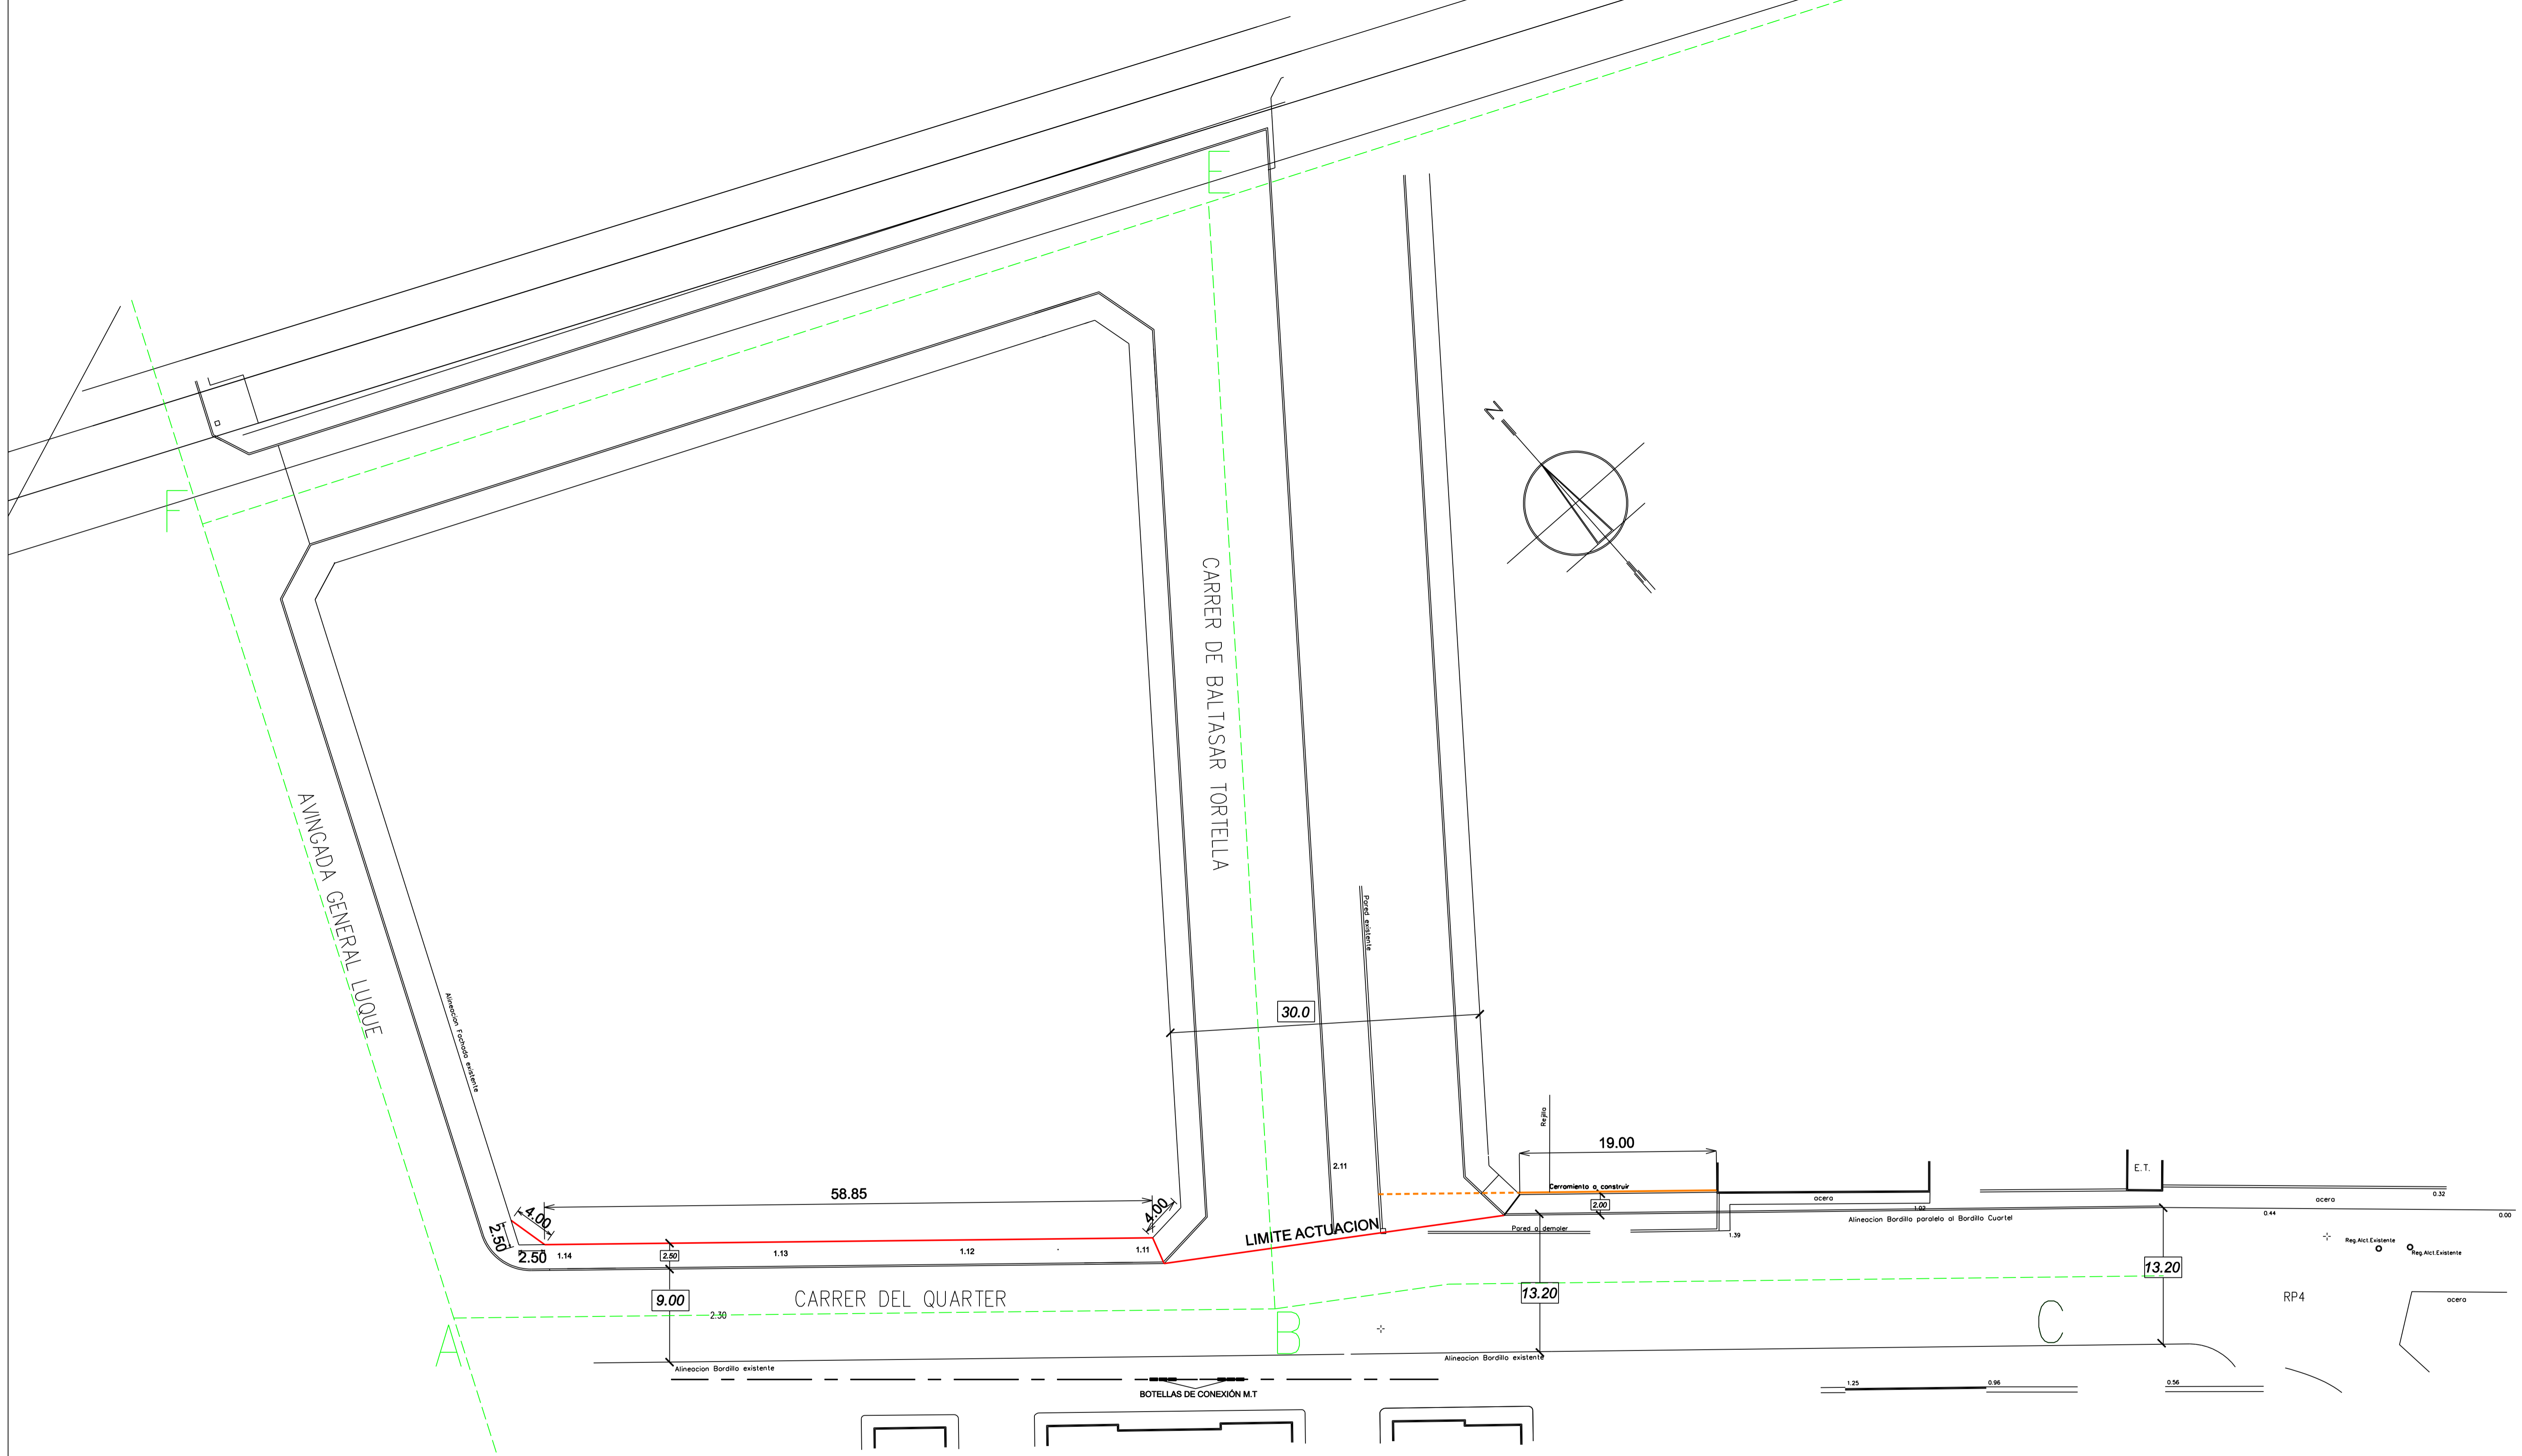 E
N
F
CARRER DE BALTASAR TORTELLA
AVINGADA GENERAL LUQUE
Pared existente
Alineacion Fachada existente
30.0
Rejilla
19.00
2.11
E.T.
58.85
4.00
4.00
Cerramiento a construir
acera
0.32
acera
2.00
1.02
0.44
0.00
2.50
LIMITE ACTUACION
Pared a demoler
Alineacion Bordillo paralelo al Bordillo Cuartel
1.39
2.50
1.14
2.50
1.13
1.12
1.11
Reg.Alct.Existente
Reg.Alct.Existente
13.20
13.20
9.00
CARRER DEL QUARTER
2.30
RP4
acera
A
B
C
Alineacion Bordillo existente
Alineacion Bordillo existente
BOTELLAS DE CONEXIÓN M.T
1.25
0.96
0.56